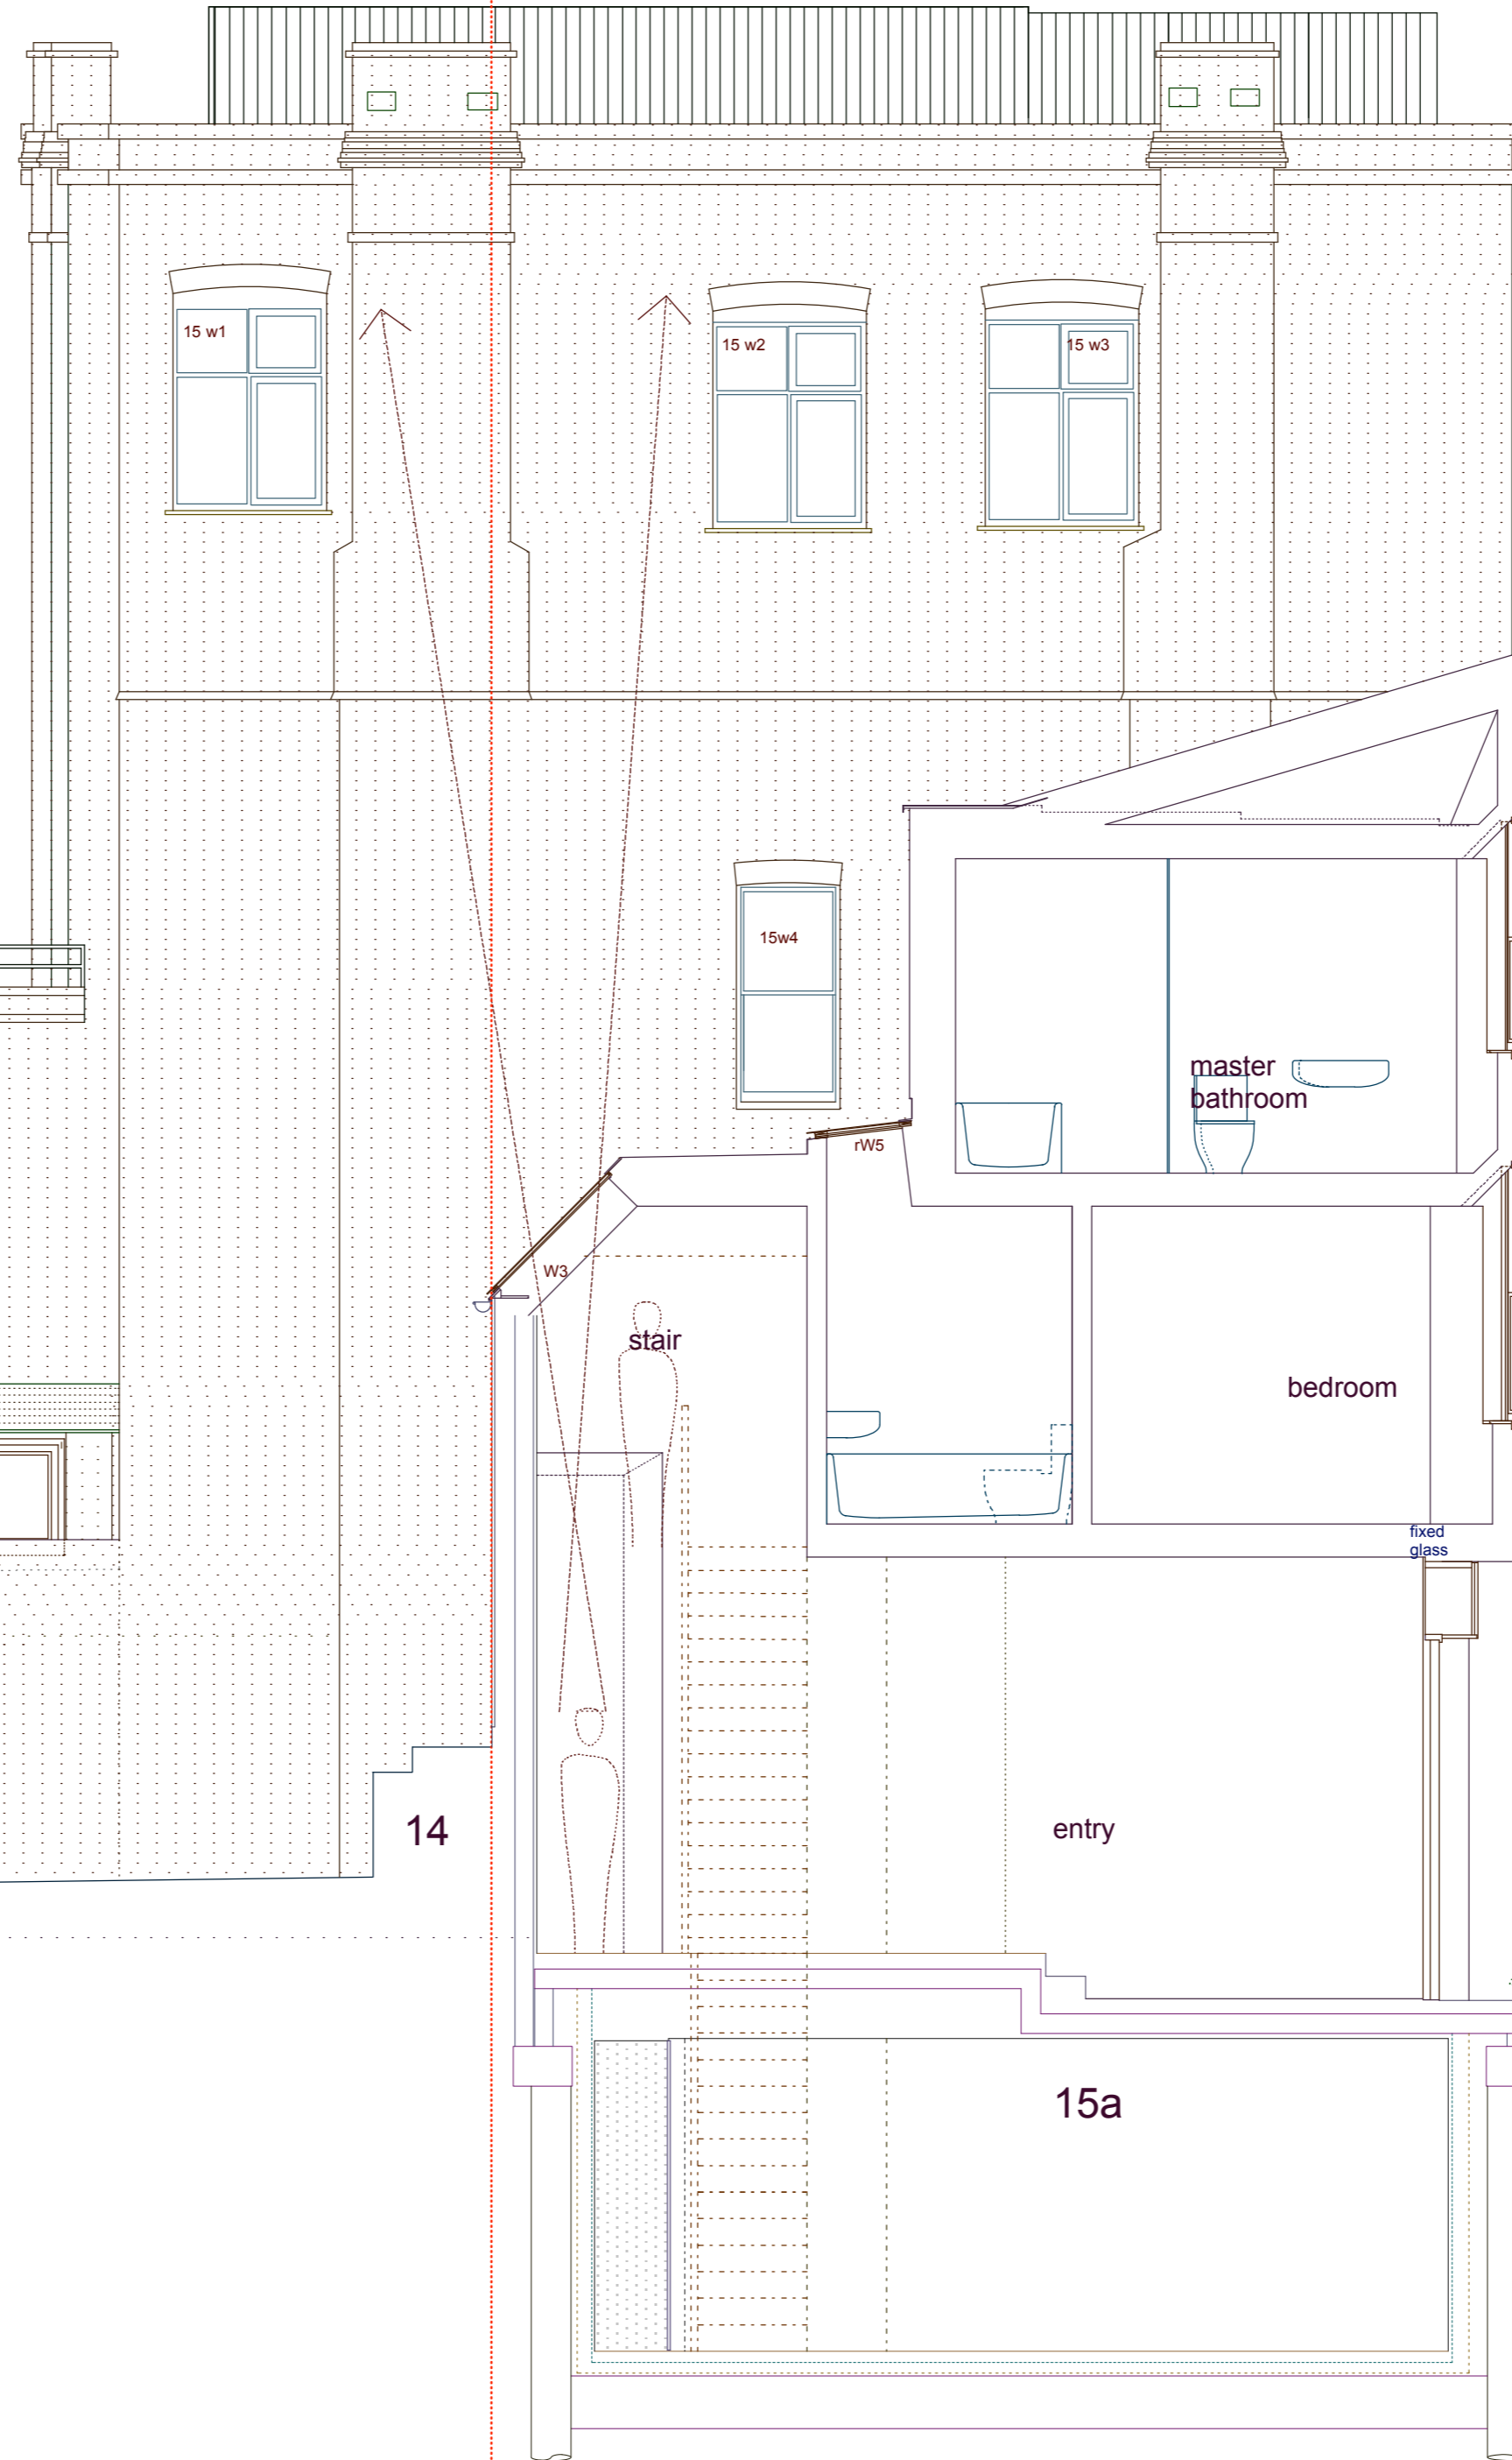 15 w1
15 w2
15 w3
15w4
master
bathroom
rW5
W3
stair
bedroom
fixed
glass
14
entry
15a